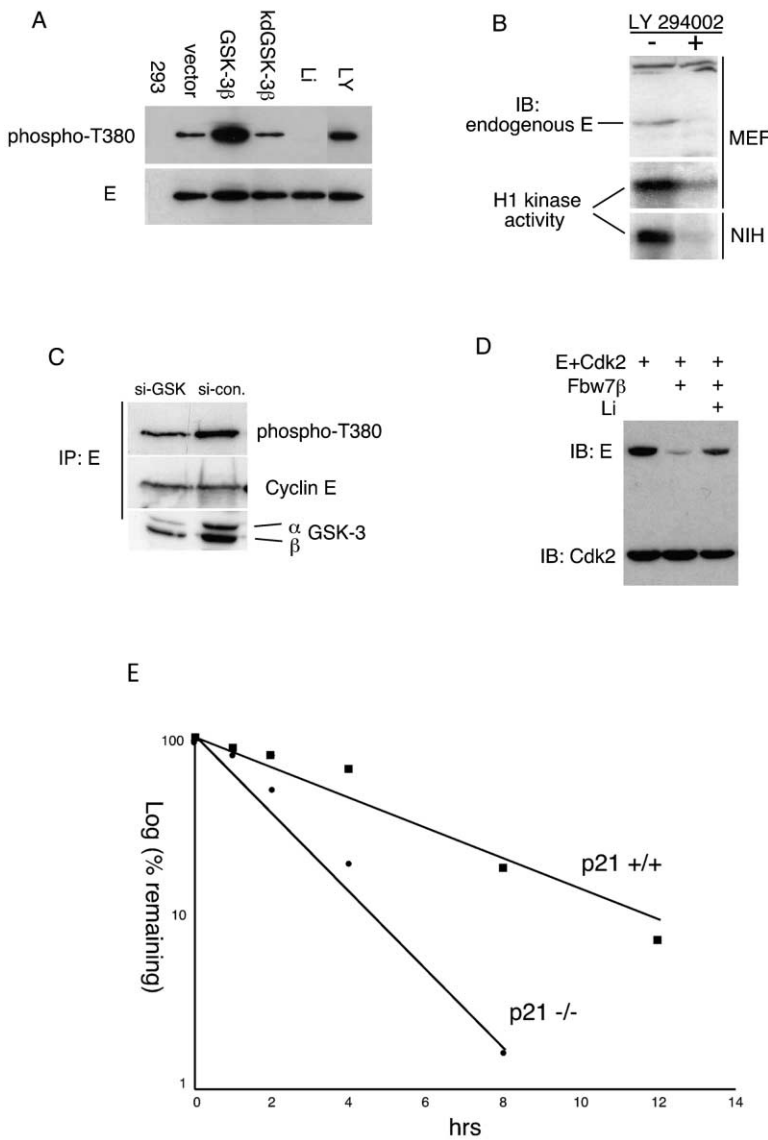 A
293
vector
GSK-3β
kdGSK-3β
Li
LY
phospho-T380
E
B
LY 294002
- +
IB:
endogenous E
MEF
H1 kinase
activity
NIH
C
si-GSK si-con.
IP: E
phospho-T380
Cyclin E
α
β
GSK-3
D
E+Cdk2 + + +
Fbw7β + +
Li +
IB: E
IB: Cdk2
E
Log (% remaining)
100
10
1
p21 +/+
p21 -/-
0 2 4 6 8 10 12 14
hrs